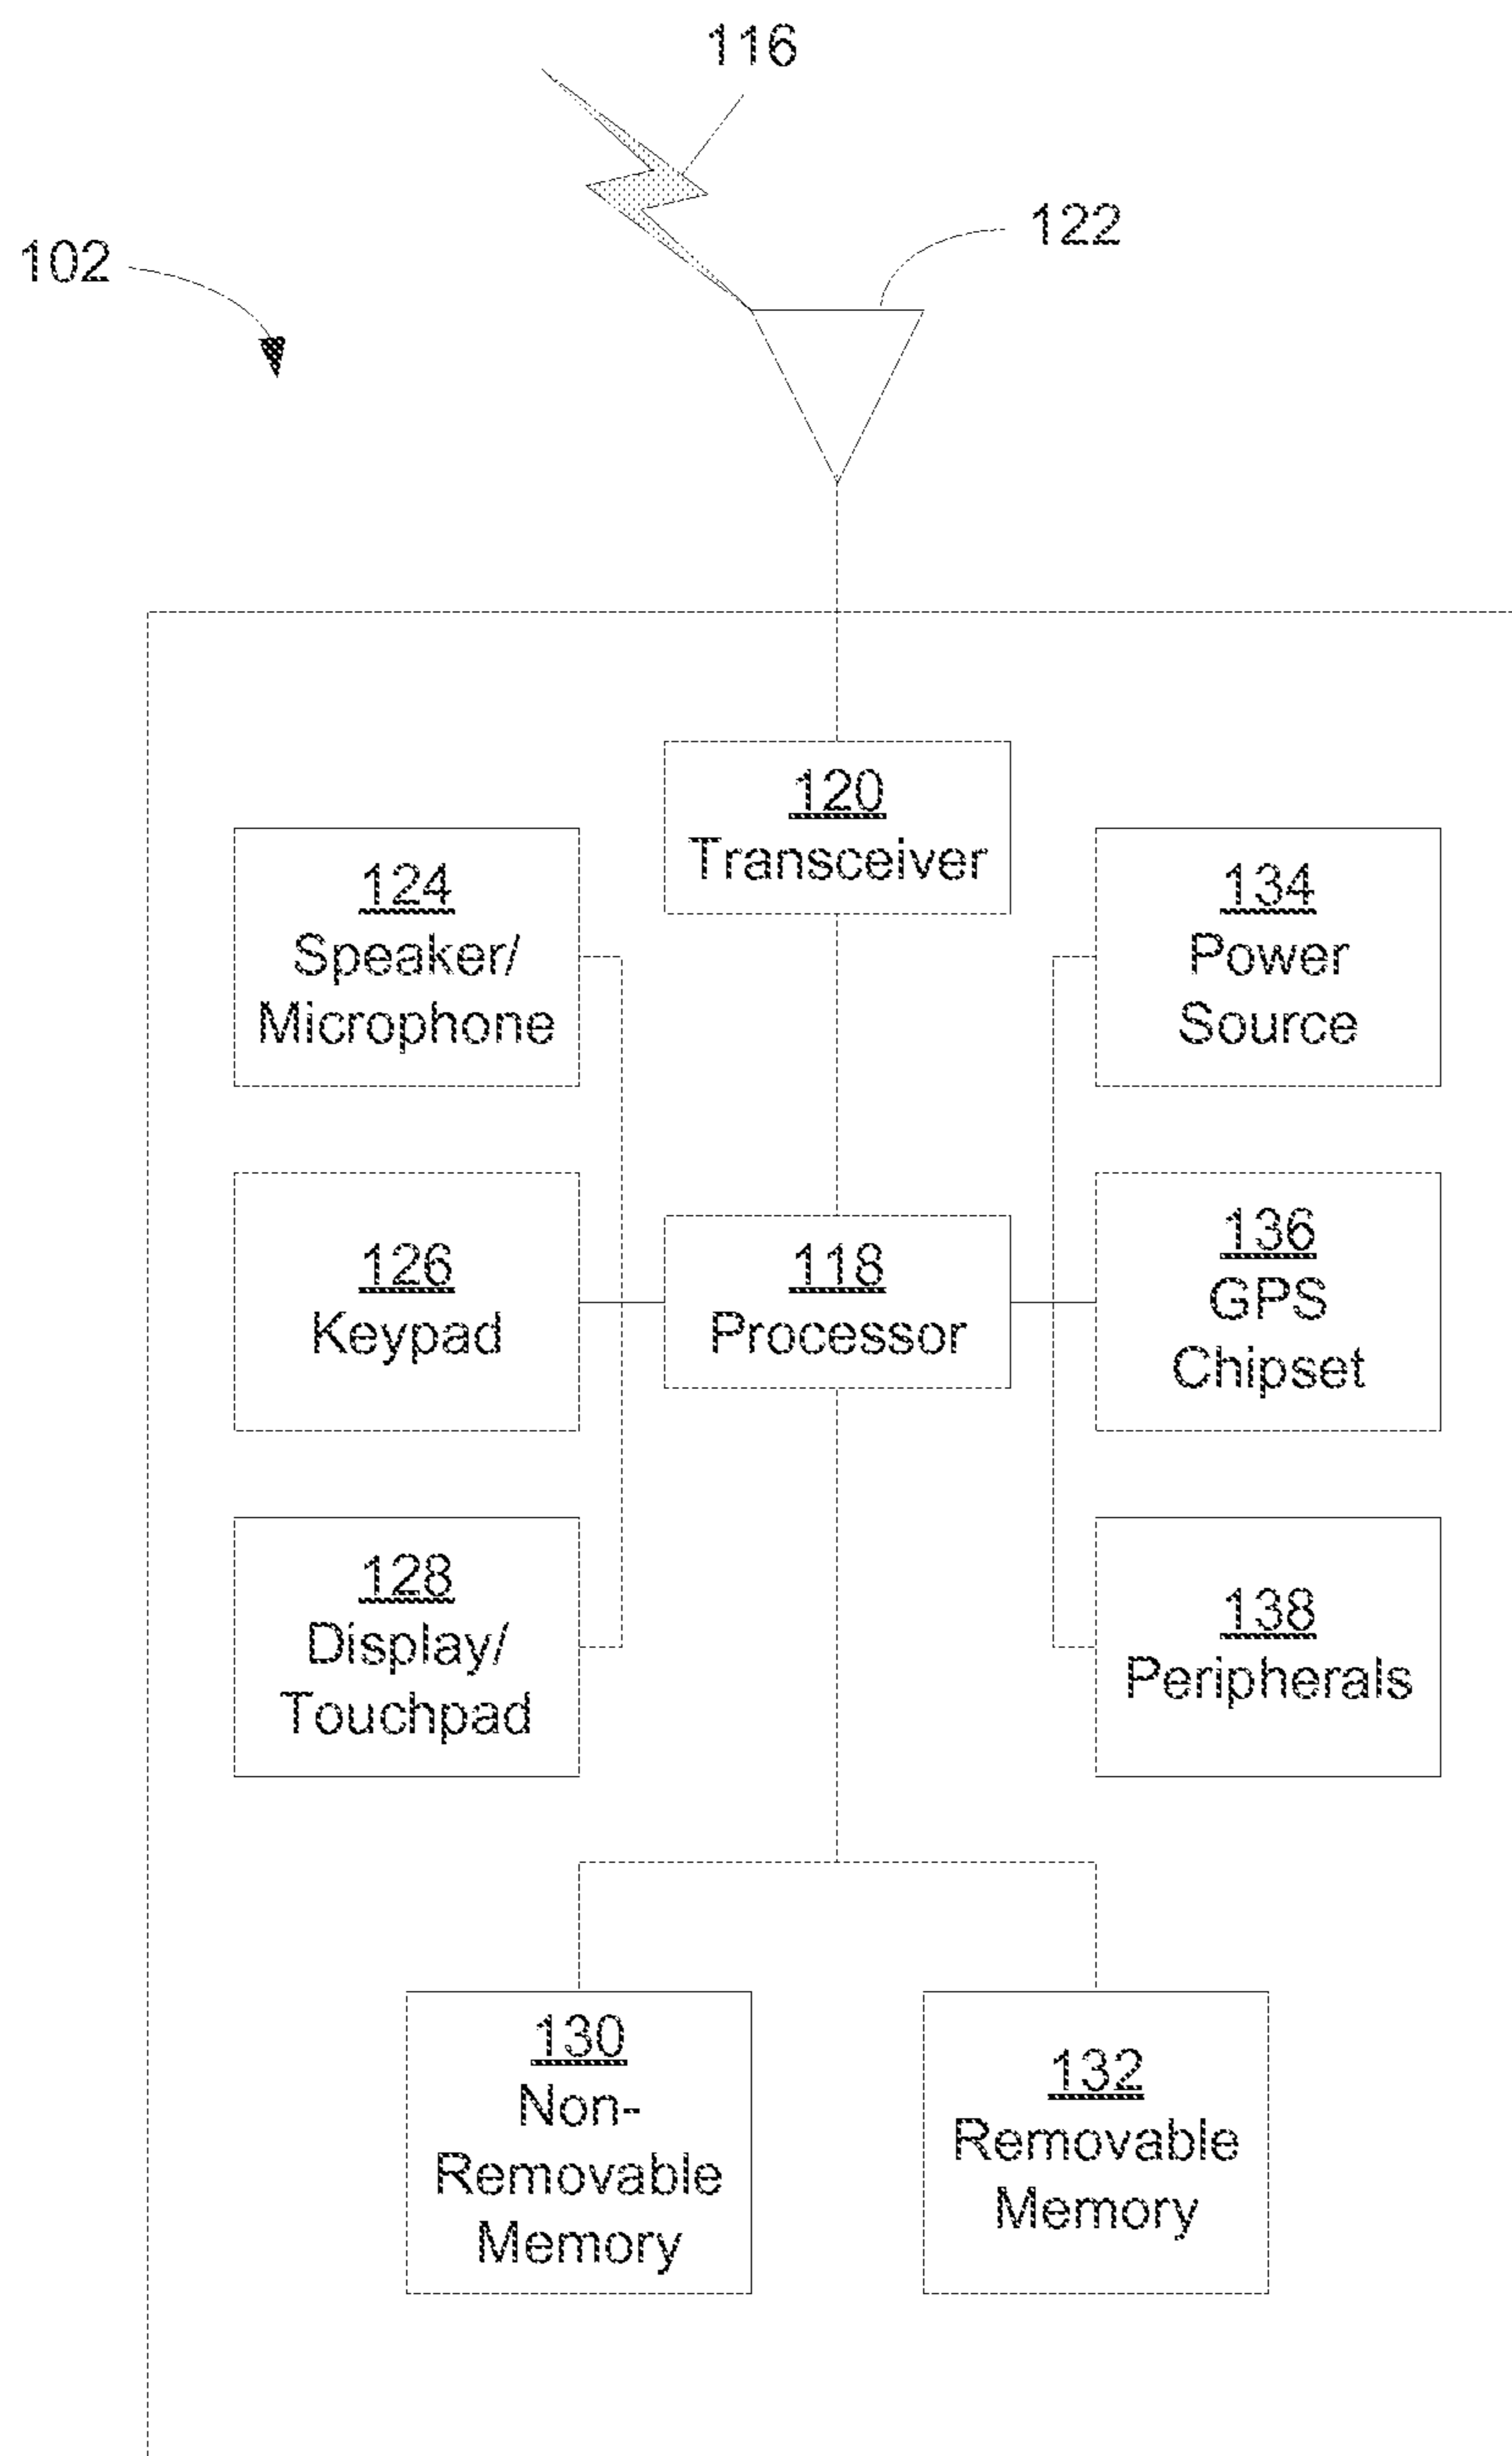 116
122
102
120
Transceiver
124
Speaker/
Microphone
134
Power
Source
126
Keypad
118
Processor
136
GPS
Chipset
128
Display/
Touchpad
138
Peripherals
130
Non-
Removable
Memory
132
Removable
Memory